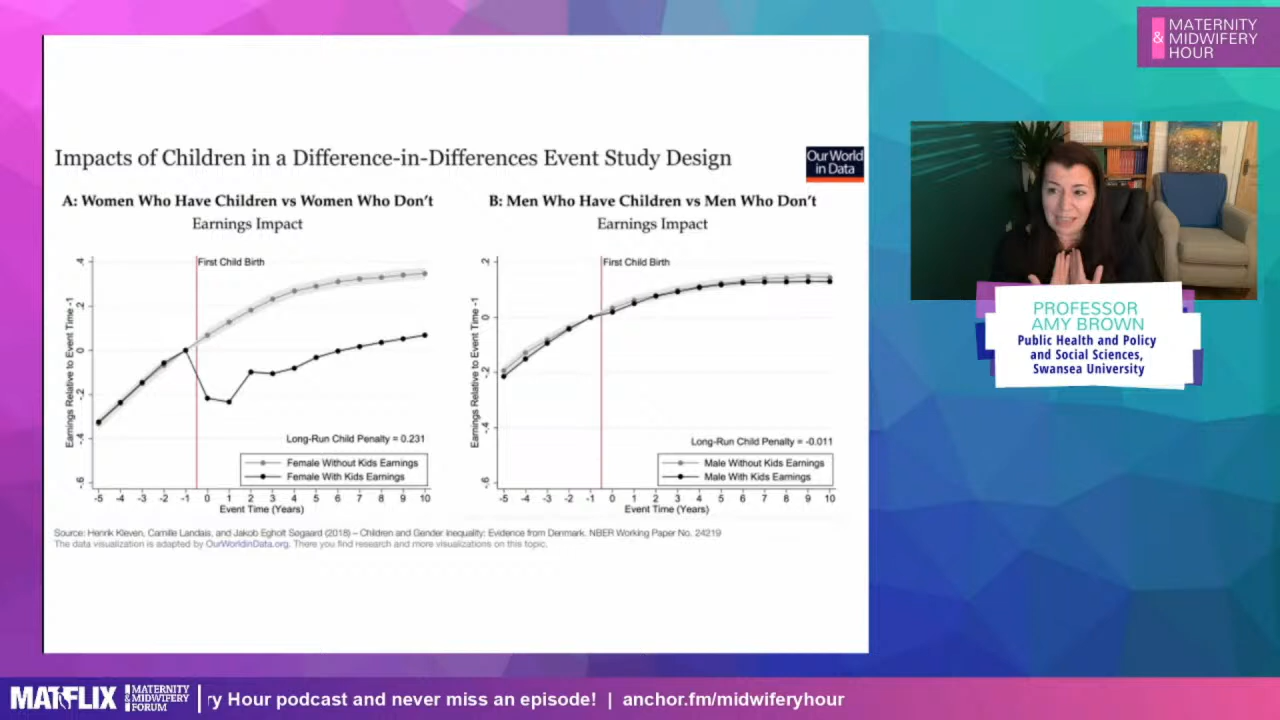 MATERNITY
& MIDWIFERY
HOUR
Impacts of Children in a Difference-in-Differences Event Study Design
Our World
in Data
A: Women Who Have Children vs Women Who Don't
Earnings Impact
First Child Birth
Earnings Relative to Event Time -1
.4
.2
0
-.2
-.4
-.6
Long-Run Child Penalty = 0.231
Female Without Kids Earnings
Female With Kids Earnings
-5 -4 -3 -2 -1 0 1 2 3 4 5 6 7 8 9 10
Event Time (Years)
B: Men Who Have Children vs Men Who Don't
Earnings Impact
First Child Birth
Earnings Relative to Event Time -1
.2
0
-.2
-.4
-.6
Long-Run Child Penalty = -0.011
Male Without Kids Earnings
Male With Kids Earnings
-5 -4 -3 -2 -1 0 1 2 3 4 5 6 7 8 9 10
Event Time (Years)
Source: Henrik Kleven, Camille Landais, and Jakob Egholt Søgaard (2018) – Children and Gender Inequality: Evidence from Denmark. NBER Working Paper No. 24219
The data visualization is adapted by OurWorldinData.org. There you find research and more visualizations on this topic.
PROFESSOR
AMY BROWN
Public Health and Policy
and Social Sciences,
Swansea University
MATFLIX
MATERNITY
& MIDWIFERY
FORUM
ry Hour podcast and never miss an episode! | anchor.fm/midwiferyhour